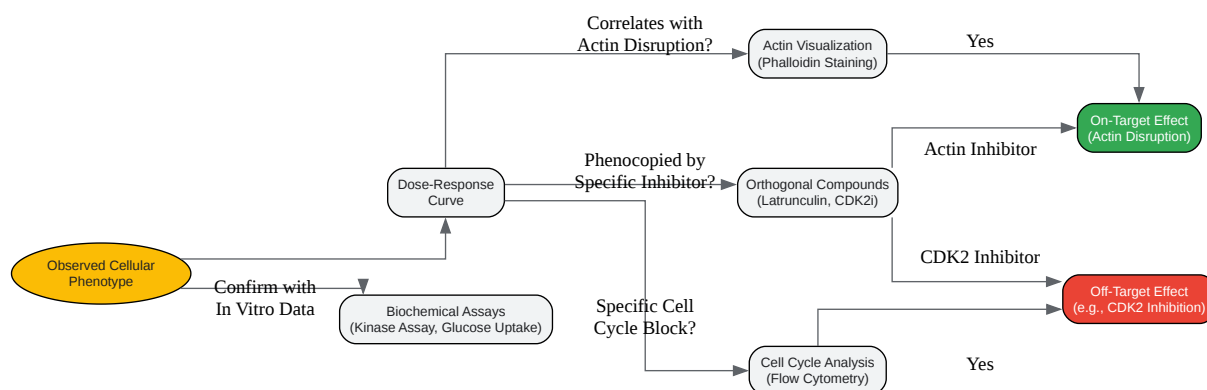 Correlates with
Actin Disruption?
Actin Visualization
(Phalloidin Staining)
Yes
On-Target Effect
(Actin Disruption)
Actin Inhibitor
Phenocopied by
Specific Inhibitor?
Dose-Response
Curve
Orthogonal Compounds
(Latrunculin, CDK2i)
CDK2 Inhibitor
Observed Cellular
Phenotype
Confirm with
In Vitro Data
Biochemical Assays
(Kinase Assay, Glucose Uptake)
Specific Cell
Cycle Block?
Off-Target Effect
(e.g., CDK2 Inhibition)
Cell Cycle Analysis
(Flow Cytometry)
Yes